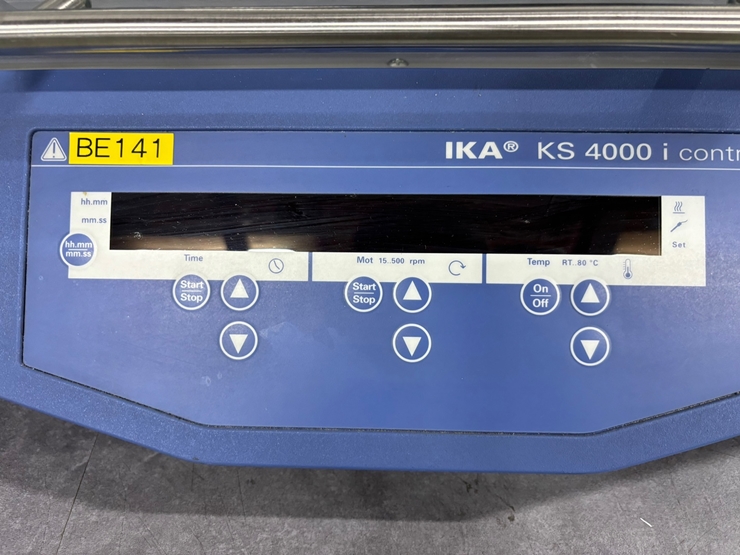 BE141
IKA® KS 4000 i contr
hh.mm
mm.ss
Set
hh.mm
mm.ss
Time
Mot 15..500 rpm
Temp RT..80 °C
Start
Stop
Start
Stop
On
Off